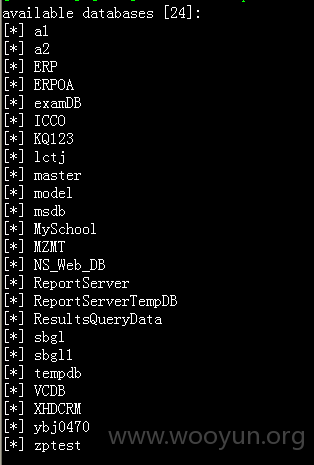 available databases [24]:
[*] a1
[*] a2
[*] ERP
[*] ERPOA
[*] examDB
[*] ICCO
[*] KQ123
[*] lctj
[*] master
[*] model
[*] msdb
[*] MySchool
[*] MZMT
[*] NS_Web_DB
[*] ReportServer
[*] ReportServerTempDB
[*] ResultsQueryData
[*] sbgl
[*] sbgl1
[*] tempdb
[*] VCDB
[*] XHDCRM
[*] ybj0470
[*] zptest
www.wooyun.org